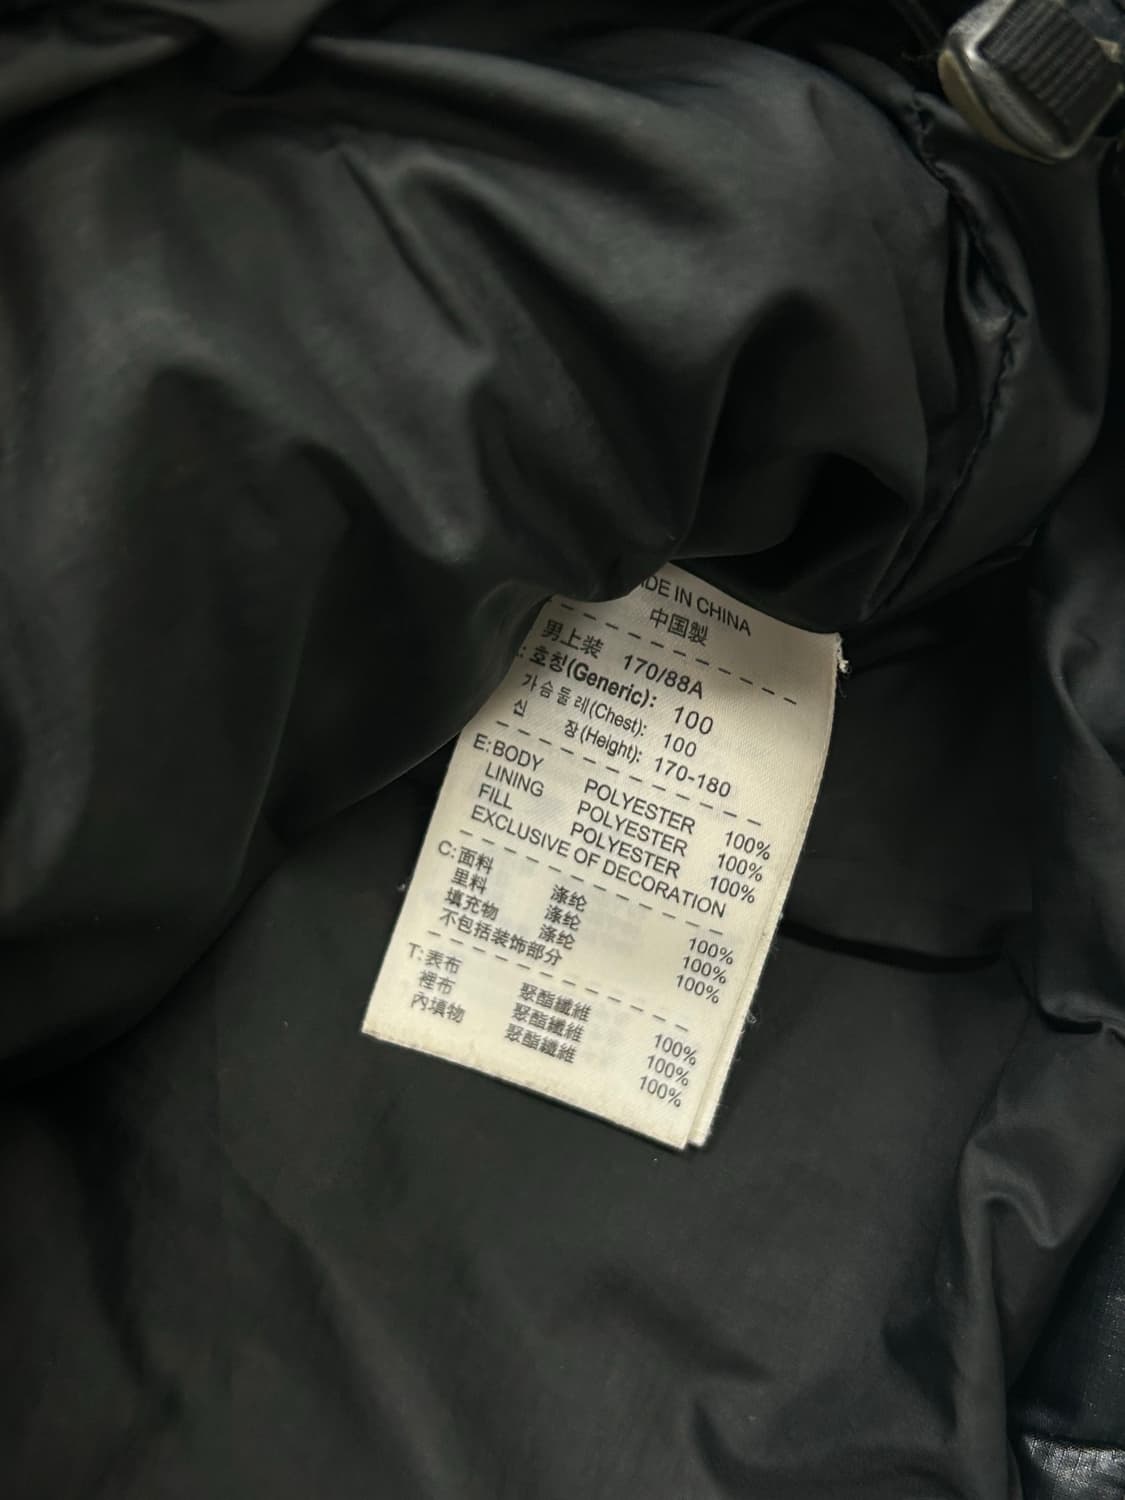 DE IN CHINA
中国製
男上装 170/88A
: 호칭(Generic): 100
가슴둘레(Chest): 100
신 장(Height): 170-180
E:BODY POLYESTER 100%
LINING POLYESTER 100%
FILL POLYESTER 100%
EXCLUSIVE OF DECORATION
C:面料 涤纶 100%
里料 涤纶 100%
填充物 涤纶 100%
不包括装饰部分
T:表布 聚酯纖維 100%
裡布 聚酯纖維 100%
內填物 聚酯纖維 100%